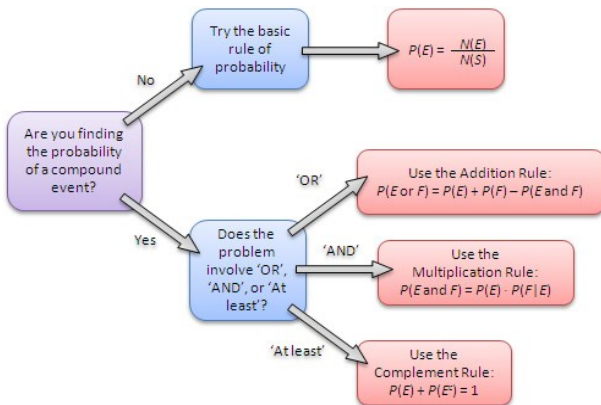 Try the basic
rule of
probability
P(E) = N(E)
N(S)
No
Are you finding
the probability
of a compound
event?
Yes
Does the
problem
involve ‘OR’,
‘AND’, or ‘At
least’?
‘OR’
Use the Addition Rule:
P(E or F) = P(E) + P(F) – P(E and F)
‘AND’
Use the
Multiplication Rule:
P(E and F) = P(E) · P(F|E)
‘At least’
Use the
Complement Rule:
P(E) + P(Eᶜ) = 1